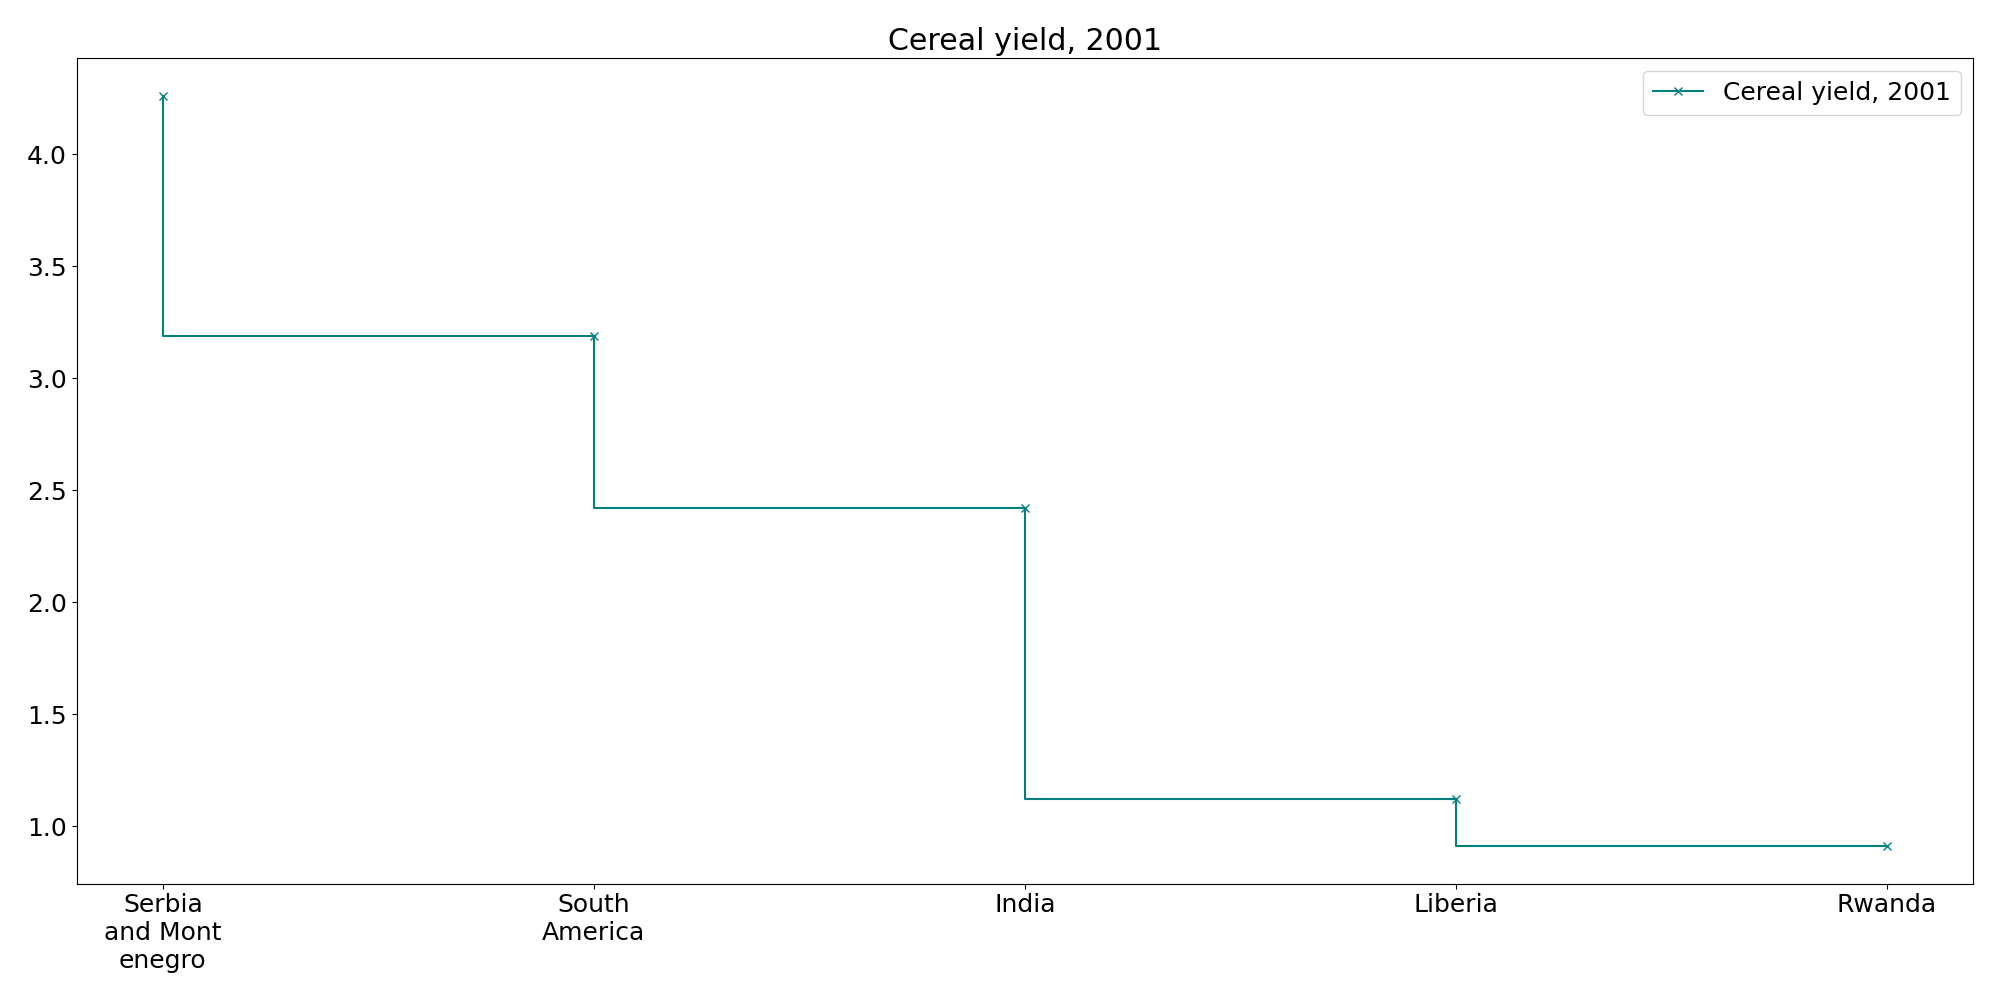 Cereal yield, 2001
Cereal yield, 2001
4.0
3.5
3.0
2.5
2.0
1.5
1.0
Serbia
and Mont
enegro
South
America
India
Liberia
Rwanda